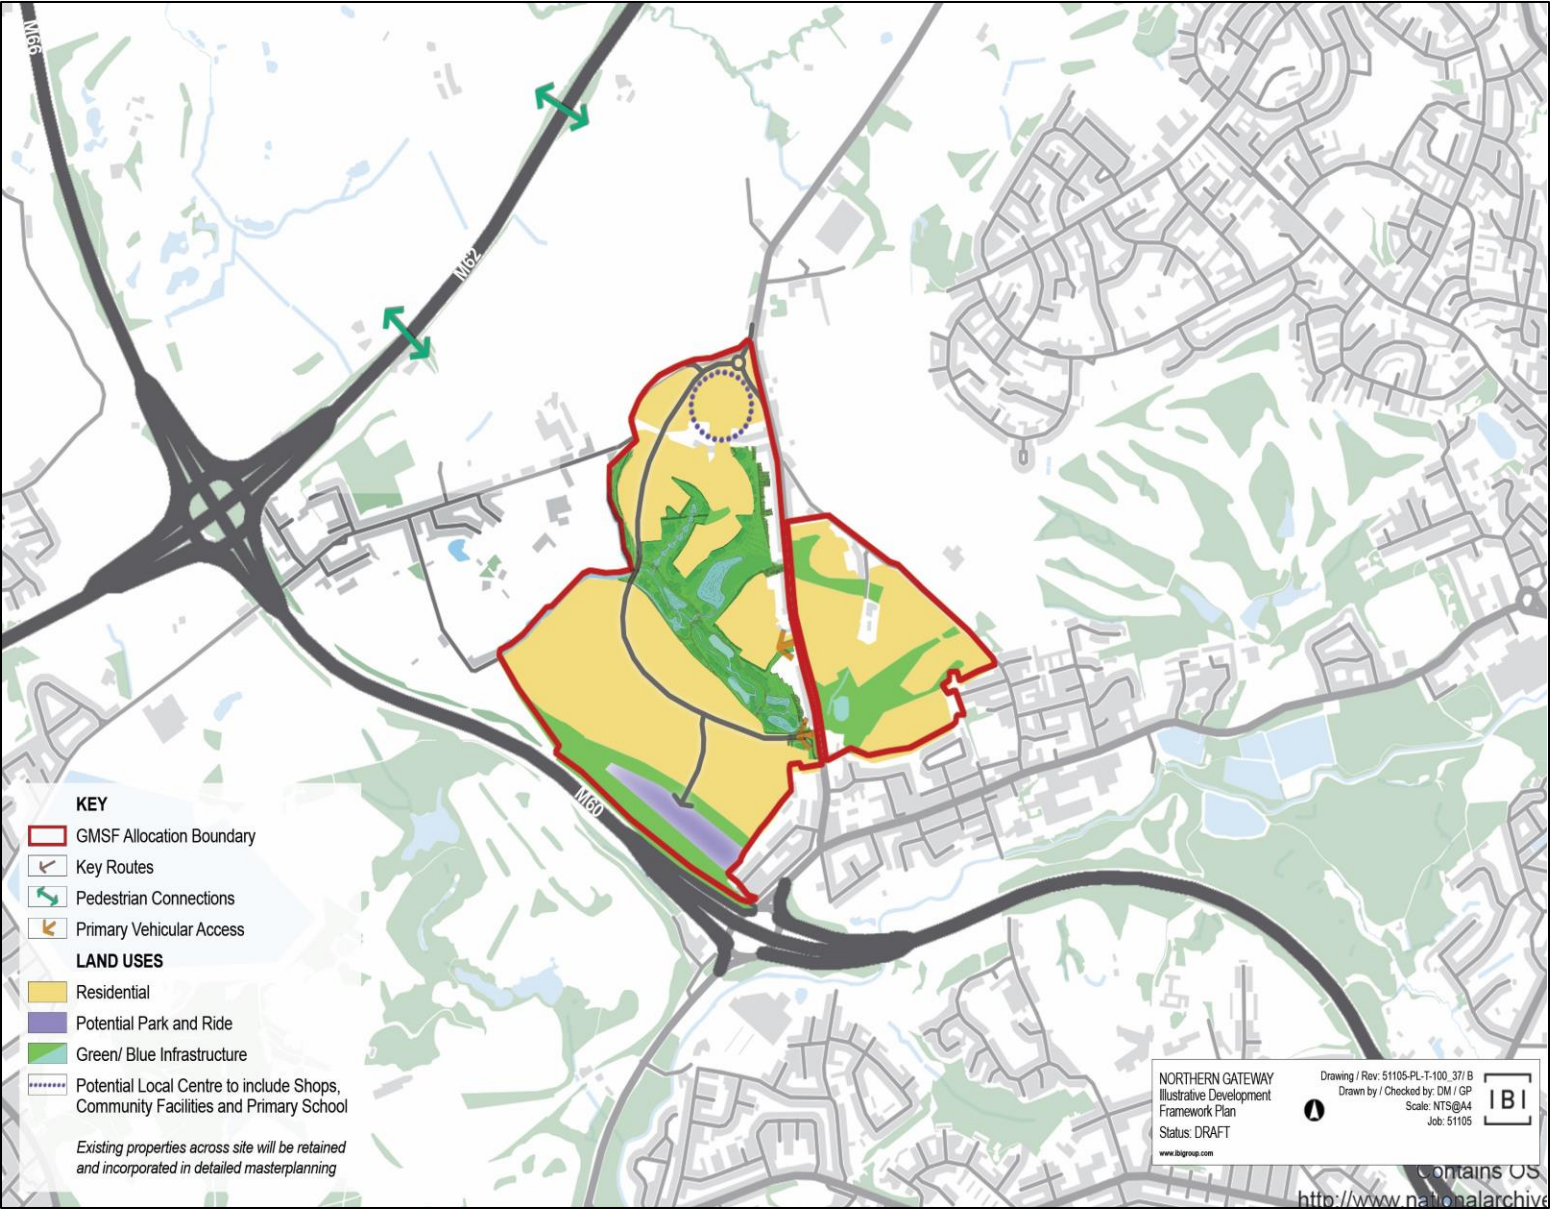 M66
M62
M60
KEY
GMSF Allocation Boundary
Key Routes
Pedestrian Connections
Primary Vehicular Access
LAND USES
Residential
Potential Park and Ride
Green/ Blue Infrastructure
Potential Local Centre to include Shops,
Community Facilities and Primary School
Existing properties across site will be retained
and incorporated in detailed masterplanning
NORTHERN GATEWAY
Illustrative Development
Framework Plan
Status: DRAFT
www.ibigroup.com
Drawing / Rev: 51105-PL-T-100_37/ B
Drawn by / Checked by: DM / GP
Scale: NTS@A4
Job: 51105
IBI
Contains OS
http://www.nationalarchive